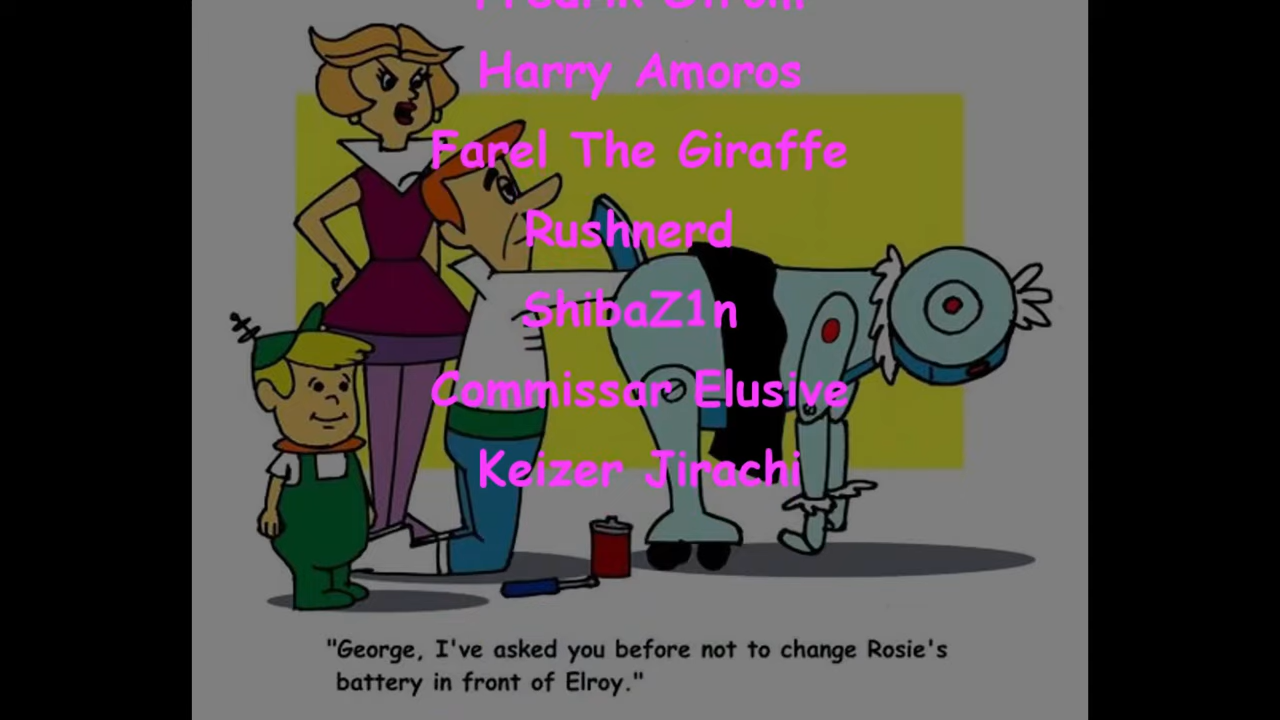 Harry Amoros
Farel The Giraffe
Rushnerd
ShibaZ1n
Commissar Elusive
Keizer Jirachi
"George, I've asked you before not to change Rosie's
battery in front of Elroy."